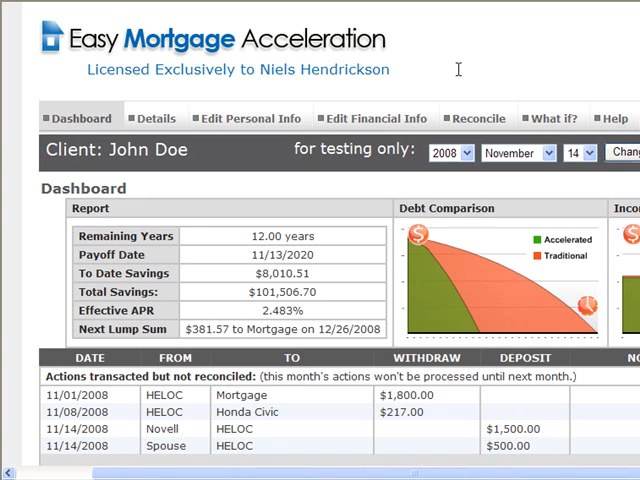 Easy Mortgage Acceleration
Licensed Exclusively to Niels Hendrickson
Dashboard Details Edit Personal Info Edit Financial Info Reconcile What if? Help
Client: John Doe for testing only: 2008 November 14 Chang
Dashboard
Report Debt Comparison Incor
Remaining Years 12.00 years
Payoff Date 11/13/2020
To Date Savings $8,010.51
Total Savings: $101,506.70
Effective APR 2.483%
Next Lump Sum $381.57 to Mortgage on 12/26/2008
Accelerated
Traditional
DATE FROM TO WITHDRAW DEPOSIT NO
Actions transacted but not reconciled: (this month's actions won't be processed until next month.)
11/01/2008 HELOC Mortgage $1,800.00
11/08/2008 HELOC Honda Civic $217.00
11/14/2008 Novell HELOC $1,500.00
11/14/2008 Spouse HELOC $500.00